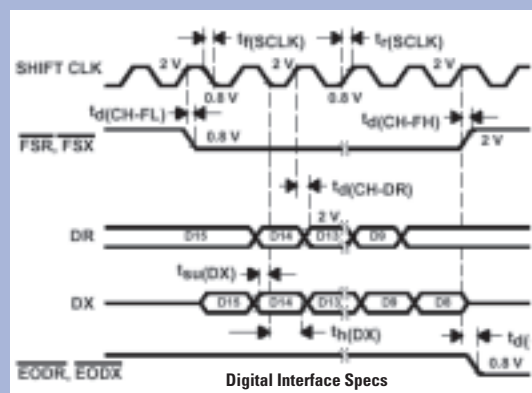 tf(SCLK) tr(SCLK)
SHIFT CLK 2 V 2 V 2 V
0.8 V 0.8 V
td(CH-FL) td(CH-FH)
FSR, FSX 0.8 V 2 V
td(CH-DR)
2 V
DR D15 D14 D13 D9
tsu(DX)
DX D15 D14 D13 D9 D8
th(DX) td(
EODR, EODX 0.8 V
Digital Interface Specs